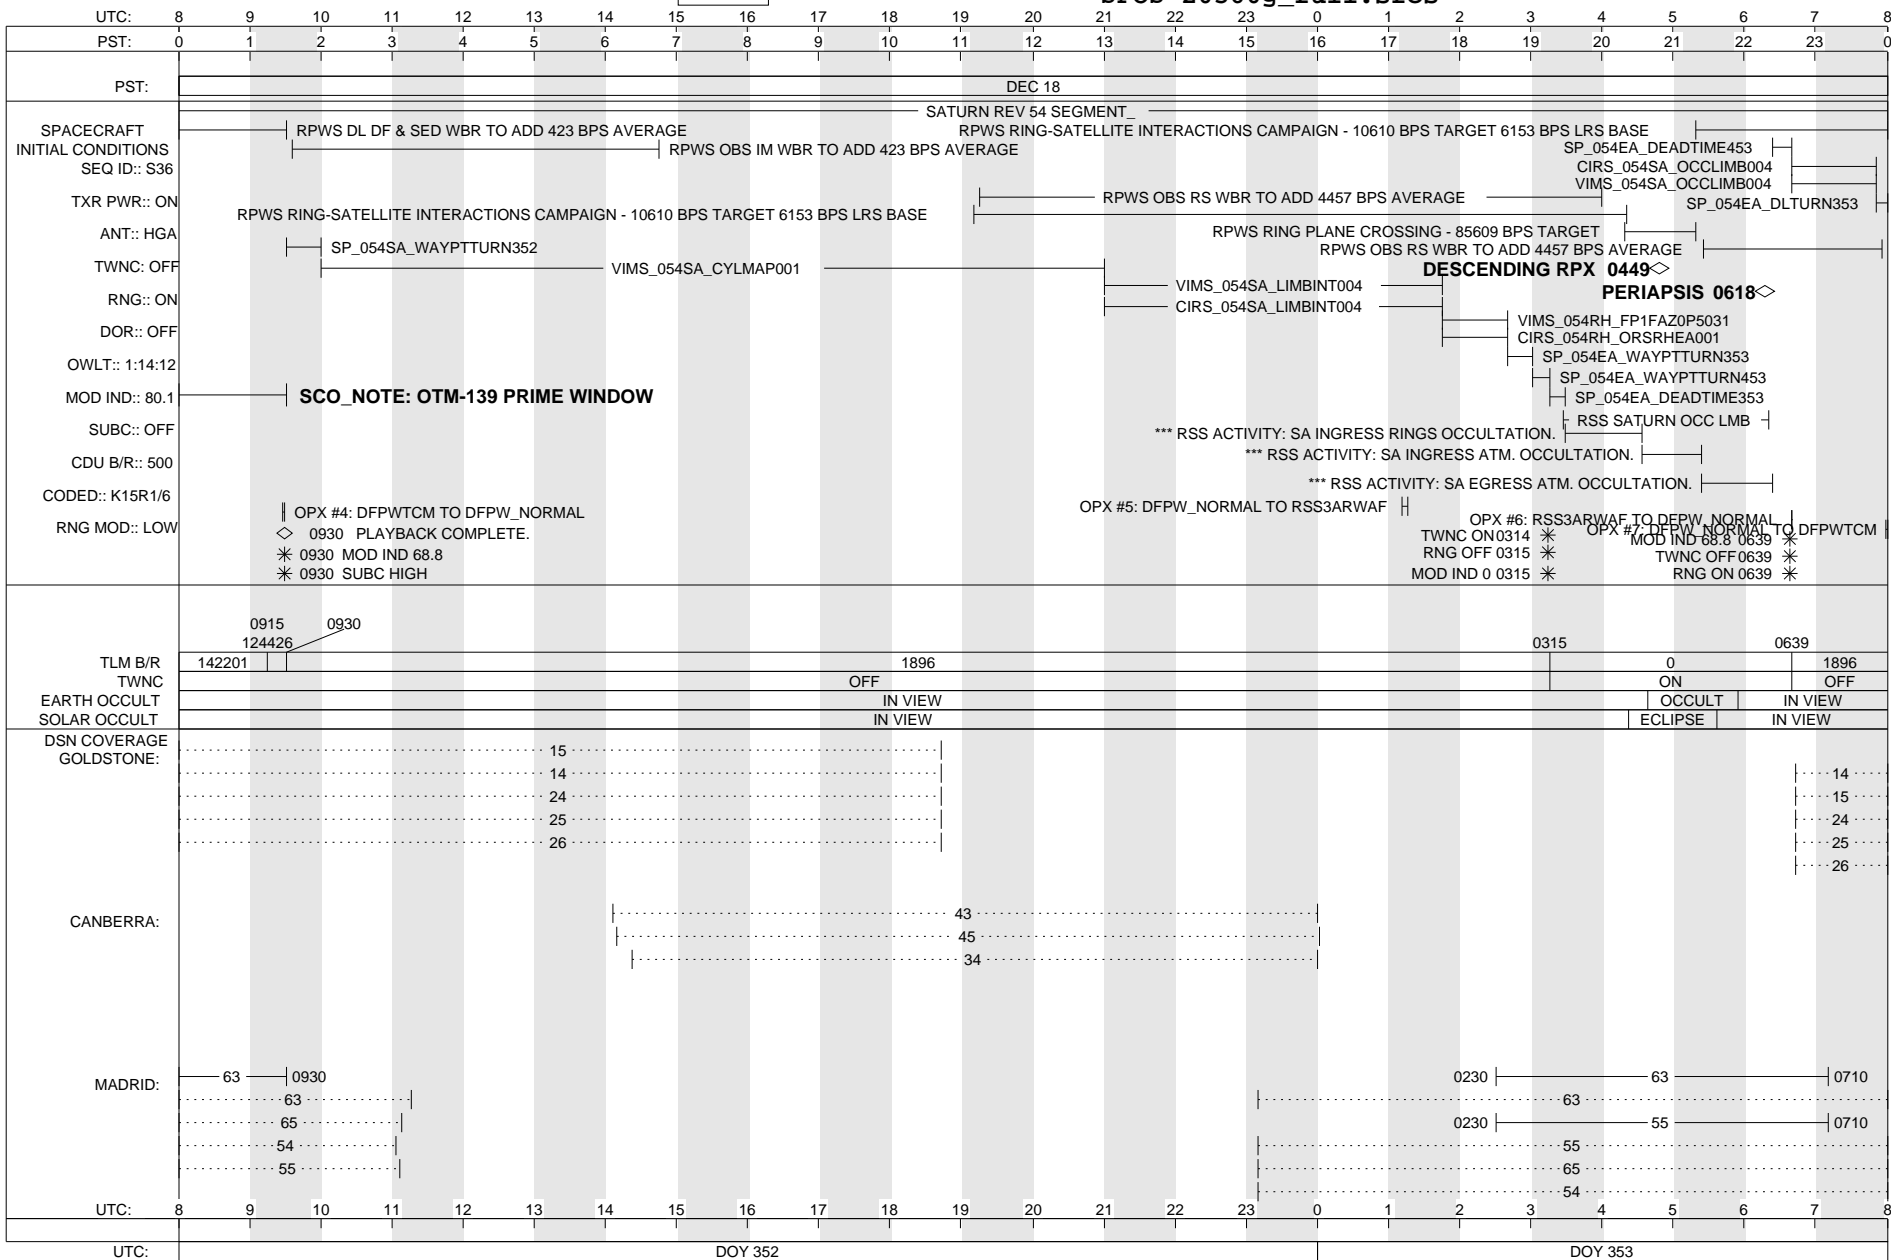 UTC: 8 9 10 11 12 13 14 15 16 17 18 19 20 21 22 23 0 1 2 3 4 5 6 7 8
PST: 0 1 2 3 4 5 6 7 8 9 10 11 12 13 14 15 16 17 18 19 20 21 22 23 0
PST: DEC 18
SATURN REV 54 SEGMENT_
SPACECRAFT
INITIAL CONDITIONS
SEQ ID:: S36
TXR PWR:: ON
ANT:: HGA
TWNC: OFF
RNG:: ON
DOR:: OFF
OWLT:: 1:14:12
MOD IND:: 80.1
SUBC:: OFF
CDU B/R:: 500
CODED:: K15R1/6
RNG MOD:: LOW
RPWS DL DF & SED WBR TO ADD 423 BPS AVERAGE
RPWS RING-SATELLITE INTERACTIONS CAMPAIGN - 10610 BPS TARGET 6153 BPS LRS BASE
RPWS OBS IM WBR TO ADD 423 BPS AVERAGE
SP_054EA_DEADTIME453
CIRS_054SA_OCCLIMB004
VIMS_054SA_OCCLIMB004
RPWS OBS RS WBR TO ADD 4457 BPS AVERAGE
SP_054EA_DLTURN353
RPWS RING-SATELLITE INTERACTIONS CAMPAIGN - 10610 BPS TARGET 6153 BPS LRS BASE
RPWS RING PLANE CROSSING - 85609 BPS TARGET
SP_054SA_WAYPTTURN352
RPWS OBS RS WBR TO ADD 4457 BPS AVERAGE
VIMS_054SA_CYLMAP001
DESCENDING RPX 0449
VIMS_054SA_LIMBINT004
PERIAPSIS 0618
CIRS_054SA_LIMBINT004
VIMS_054RH_FP1FAZ0P5031
CIRS_054RH_ORSRHEA001
SP_054EA_WAYPTTURN353
SP_054EA_WAYPTTURN453
SCO_NOTE: OTM-139 PRIME WINDOW
SP_054EA_DEADTIME353
RSS SATURN OCC LMB
*** RSS ACTIVITY: SA INGRESS RINGS OCCULTATION.
*** RSS ACTIVITY: SA INGRESS ATM. OCCULTATION.
*** RSS ACTIVITY: SA EGRESS ATM. OCCULTATION.
OPX #4: DFPWTCM TO DFPW_NORMAL
OPX #5: DFPW_NORMAL TO RSS3ARWAF
OPX #6: RSS3ARWAF TO DFPW_NORMAL
OPX #7: DFPW_NORMAL TO DFPWTCM
0930 PLAYBACK COMPLETE.
TWNC ON 0314
MOD IND 68.8 0639
0930 MOD IND 68.8
RNG OFF 0315
TWNC OFF 0639
0930 SUBC HIGH
MOD IND 0 0315
RNG ON 0639
0915 0930
124426 0315 0639
TLM B/R 142201 1896 0 1896
TWNC OFF ON OFF
EARTH OCCULT IN VIEW OCCULT IN VIEW
SOLAR OCCULT IN VIEW ECLIPSE IN VIEW
DSN COVERAGE
GOLDSTONE:
15
14 14
24 15
25 24
26 25
26
CANBERRA:
43
45
34
MADRID:
63 0930 0230 63 0710
63 63
65 0230 55 0710
54 55
55 65
54
UTC: 8 9 10 11 12 13 14 15 16 17 18 19 20 21 22 23 0 1 2 3 4 5 6 7 8
UTC: DOY 352 DOY 353